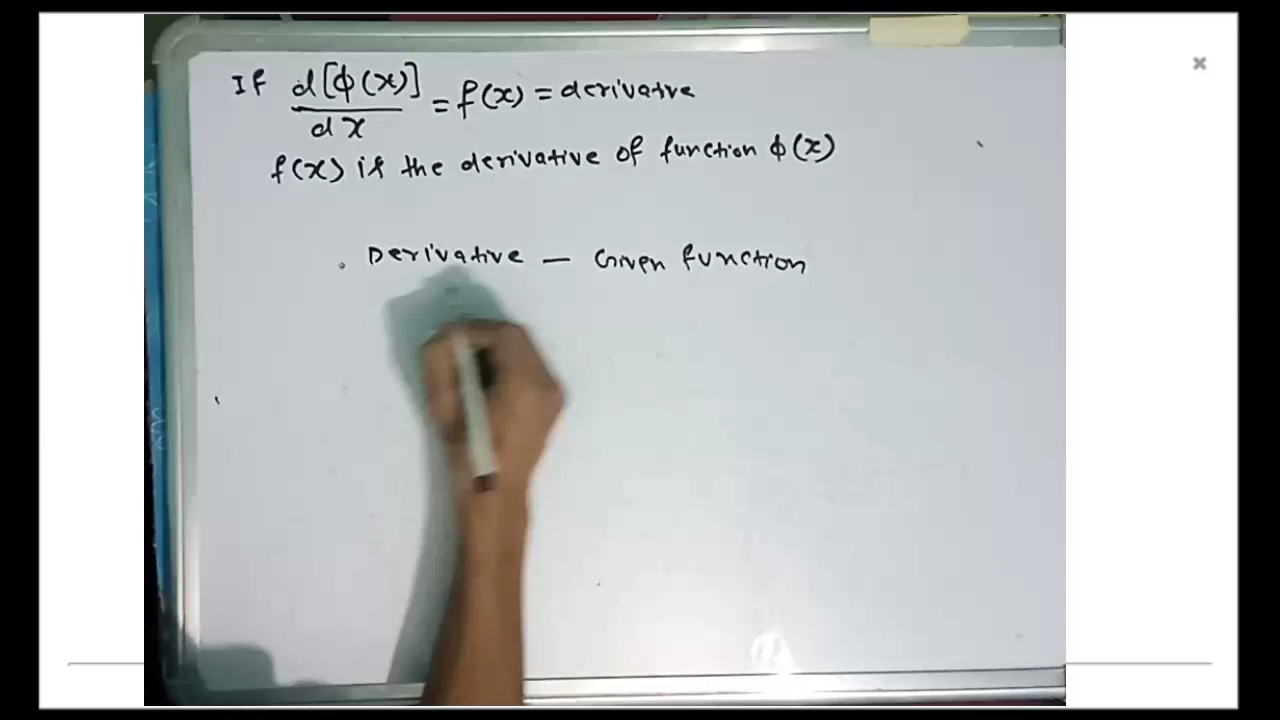 If d[ϕ(x)]/dx = f(x) = derivative
f(x) is the derivative of function ϕ(x)
Derivative — Given function